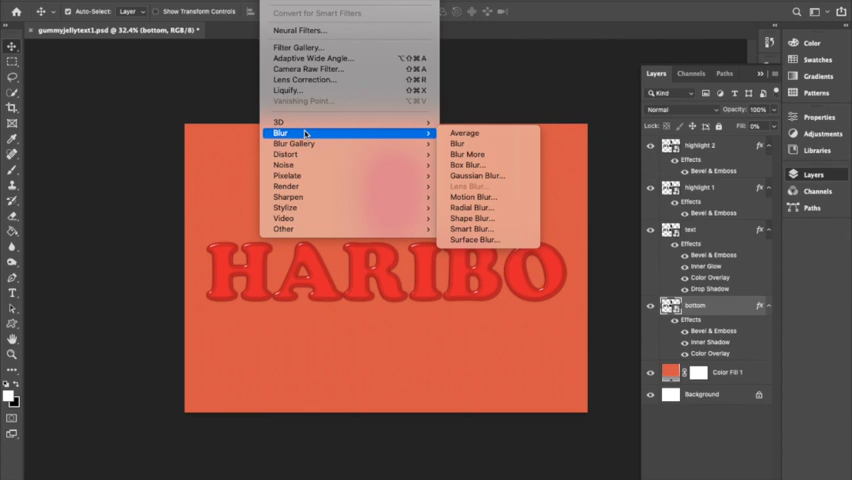 Convert for Smart Filters
Neural Filters...
Filter Gallery...
Adaptive Wide Angle... ⌥⇧⌘A
Camera Raw Filter... ⇧⌘A
Lens Correction... ⇧⌘R
Liquify... ⇧⌘X
Vanishing Point... ⌥⌘V
3D
Blur
Blur Gallery
Distort
Noise
Pixelate
Render
Sharpen
Stylize
Video
Other
Average
Blur
Blur More
Box Blur...
Gaussian Blur...
Lens Blur...
Motion Blur...
Radial Blur...
Shape Blur...
Smart Blur...
Surface Blur...
Auto-Select: Layer Show Transform Controls
gummyjellytext1.psd @ 32.4% (bottom, RGB/8) *
HARIBO
Layers Channels Paths
Kind
Normal Opacity: 100%
Lock: Fill: 0%
highlight 2 fx
Effects
Bevel & Emboss
highlight 1 fx
Effects
Bevel & Emboss
text fx
Effects
Bevel & Emboss
Inner Glow
Color Overlay
Drop Shadow
bottom fx
Effects
Bevel & Emboss
Inner Shadow
Color Overlay
Color Fill 1
Background
Color
Swatches
Gradients
Patterns
Properties
Adjustments
Libraries
Layers
Channels
Paths